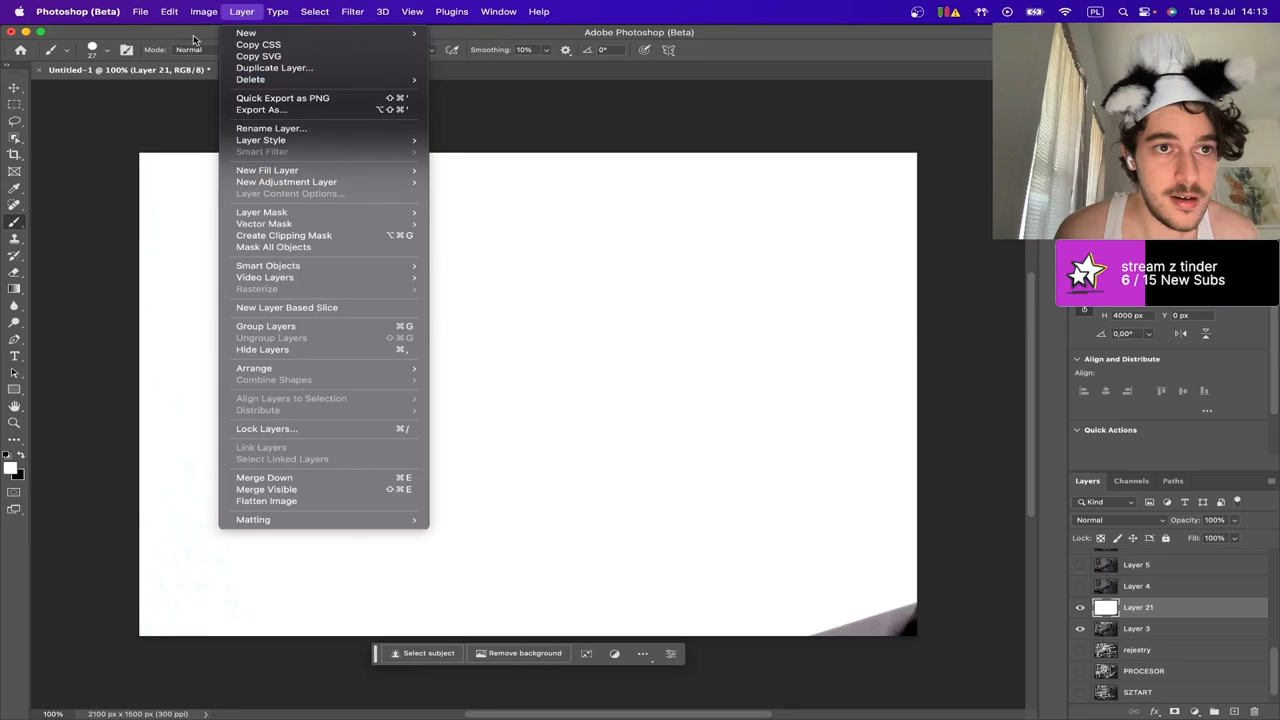 Photoshop (Beta) File Edit Image Layer Type Select Filter 3D View Plugins Window Help PL Tue 18 Jul 14:13
Adobe Photoshop (Beta)
27 Mode: Normal Smoothing: 10% 0°
Untitled-1 @ 100% (Layer 21, RGB/8) *
New
Copy CSS
Copy SVG
Duplicate Layer...
Delete
Quick Export as PNG ⇧⌘'
Export As... ⌥⇧⌘'
Rename Layer...
Layer Style
Smart Filter
New Fill Layer
New Adjustment Layer
Layer Content Options...
Layer Mask
Vector Mask
Create Clipping Mask ⌥⌘G
Mask All Objects
Smart Objects
Video Layers
Rasterize
New Layer Based Slice
Group Layers ⌘G
Ungroup Layers ⇧⌘G
Hide Layers ⌘,
Arrange
Combine Shapes
Align Layers to Selection
Distribute
Lock Layers... ⌘/
Link Layers
Select Linked Layers
Merge Down ⌘E
Merge Visible ⇧⌘E
Flatten Image
Matting
stream z tinder
6 / 15 New Subs
H 4000 px Y 0 px
0,00°
Align and Distribute
Align:
Quick Actions
Layers Channels Paths
Kind
Normal Opacity: 100%
Lock: Fill: 100%
Layer 5
Layer 4
Layer 21
Layer 3
rejestry
PROCESOR
SZTART
Select subject Remove background
100% 2100 px x 1500 px (300 ppi)